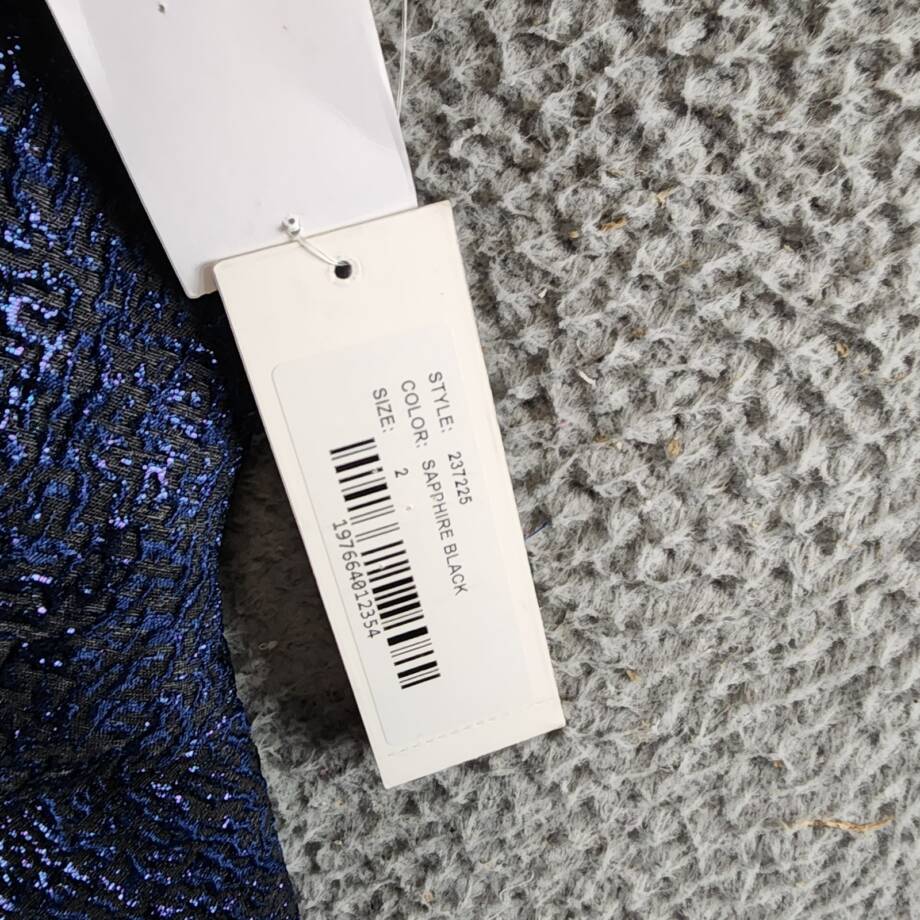 STYLE: 237225
COLOR: SAPPHIRE BLACK
SIZE: 2
197664012354